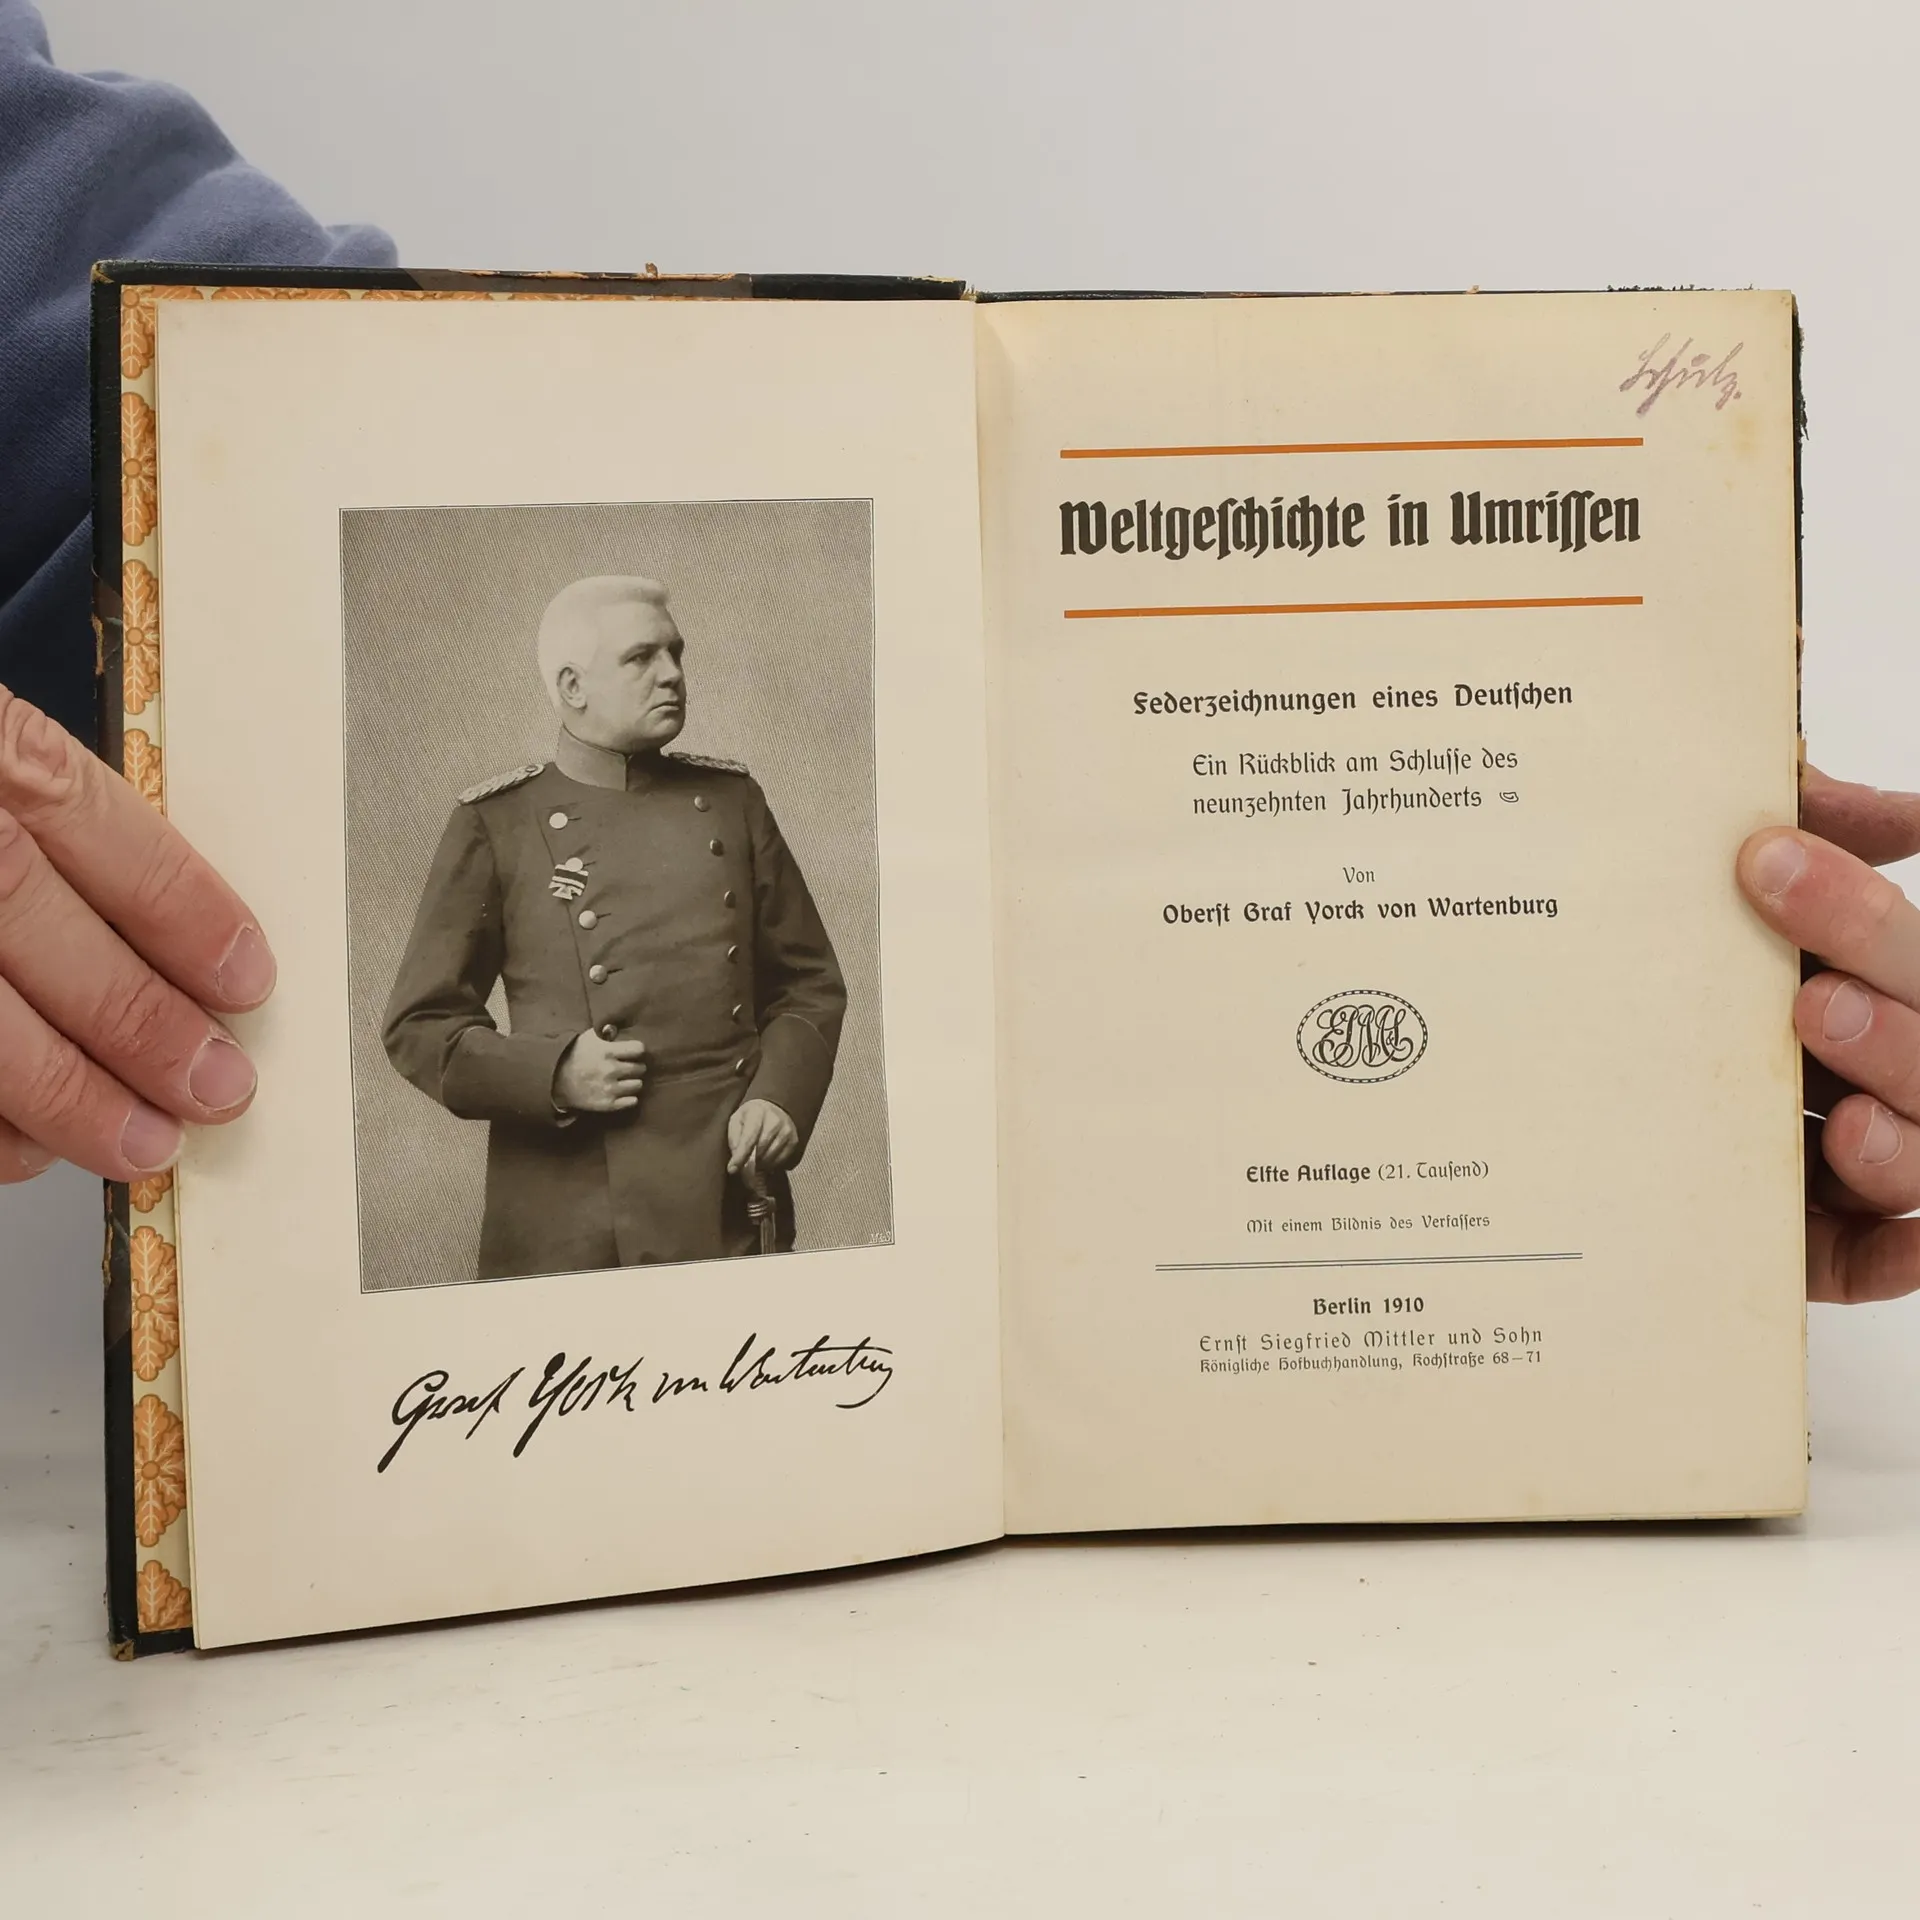 Graf Yorck von Wartenburg
Schulz.
Weltgeſchichte in Umriſſen
Federzeichnungen eines Deutſchen
Ein Rückblick am Schluſſe des
neunzehnten Jahrhunderts
Von
Oberſt Graf Yorck von Wartenburg
ESMS
Elfte Auflage (21. Tauſend)
Mit einem Bildnis des Verfaſſers
Berlin 1910
Ernſt Siegfried Mittler und Sohn
Königliche Hofbuchhandlung, Kochſtraße 68–71